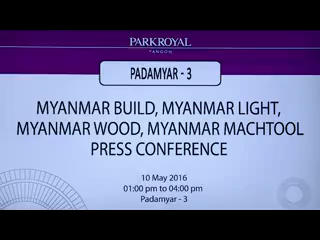 PARKROYAL
YANGON
PADAMYAR - 3
MYANMAR BUILD, MYANMAR LIGHT,
MYANMAR WOOD, MYANMAR MACHTOOL
PRESS CONFERENCE
10 May 2016
01:00 pm to 04:00 pm
Padamyar - 3